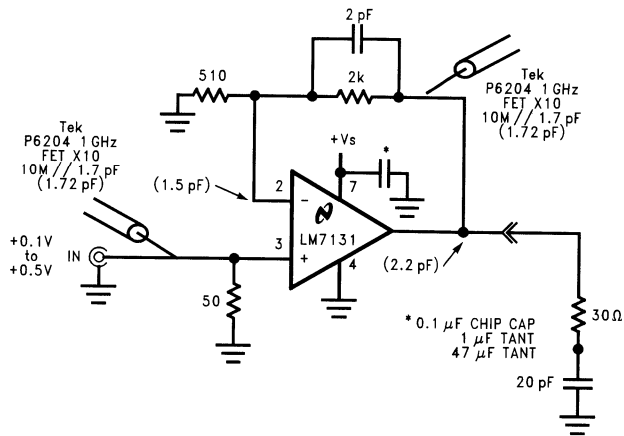 2 pF
510
2k
Tek
P6204 1 GHz
FET X10
10M // 1.7 pF
(1.72 pF)
Tek
P6204 1 GHz
FET X10
10M // 1.7 pF
(1.72 pF)
+Vs
*
7
(1.5 pF)
2
−
LM7131
3
+
4
(2.2 pF)
+0.1V
to
+0.5V
IN
50
30Ω
* 0.1 μF CHIP CAP
1 μF TANT
47 μF TANT
20 pF